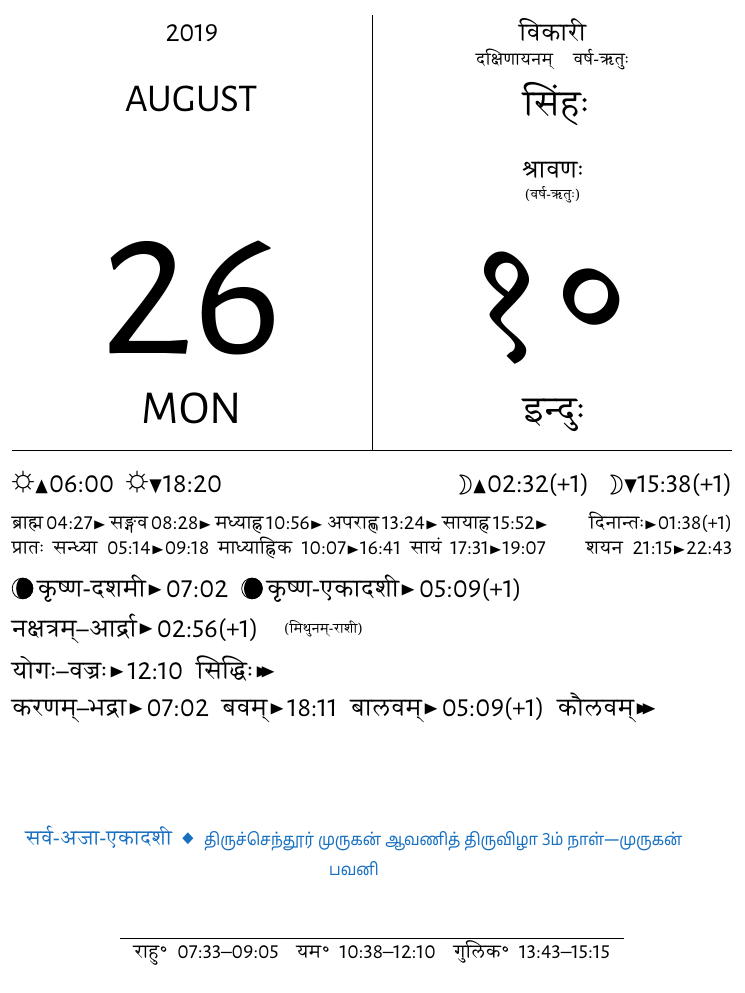 2019
AUGUST
26
MON
विकारी
दक्षिणायनम् वर्ष-ऋतुः
सिंहः
श्रावणः
(वर्ष-ऋतुः)
१०
इन्दुः
☼▲06:00 ☼▼18:20 ☽▲02:32(+1) ☽▼15:38(+1)
ब्राह्म 04:27► सङ्गव 08:28► मध्याह्न 10:56► अपराह्ण 13:24► सायाह्न 15:52► दिनान्तः►01:38(+1)
प्रातः सन्ध्या 05:14►09:18 माध्याह्निक 10:07►16:41 सायं 17:31►19:07 शयन 21:15►22:43
कृष्ण-दशमी► 07:02 कृष्ण-एकादशी► 05:09(+1)
नक्षत्रम्–आर्द्रा► 02:56(+1) (मिथुनम्-राशी)
योगः–वज्रः►12:10 सिद्धिः►►
करणम्–भद्रा► 07:02 बवम्►18:11 बालवम्►05:09(+1) कौलवम्►►
सर्व-अजा-एकादशी ◆ திருச்செந்தூர் முருகன் ஆவணித் திருவிழா 3ம் நாள்—முருகன்
பவனி
राहु॰ 07:33–09:05 यम॰ 10:38–12:10 गुलिक॰ 13:43–15:15